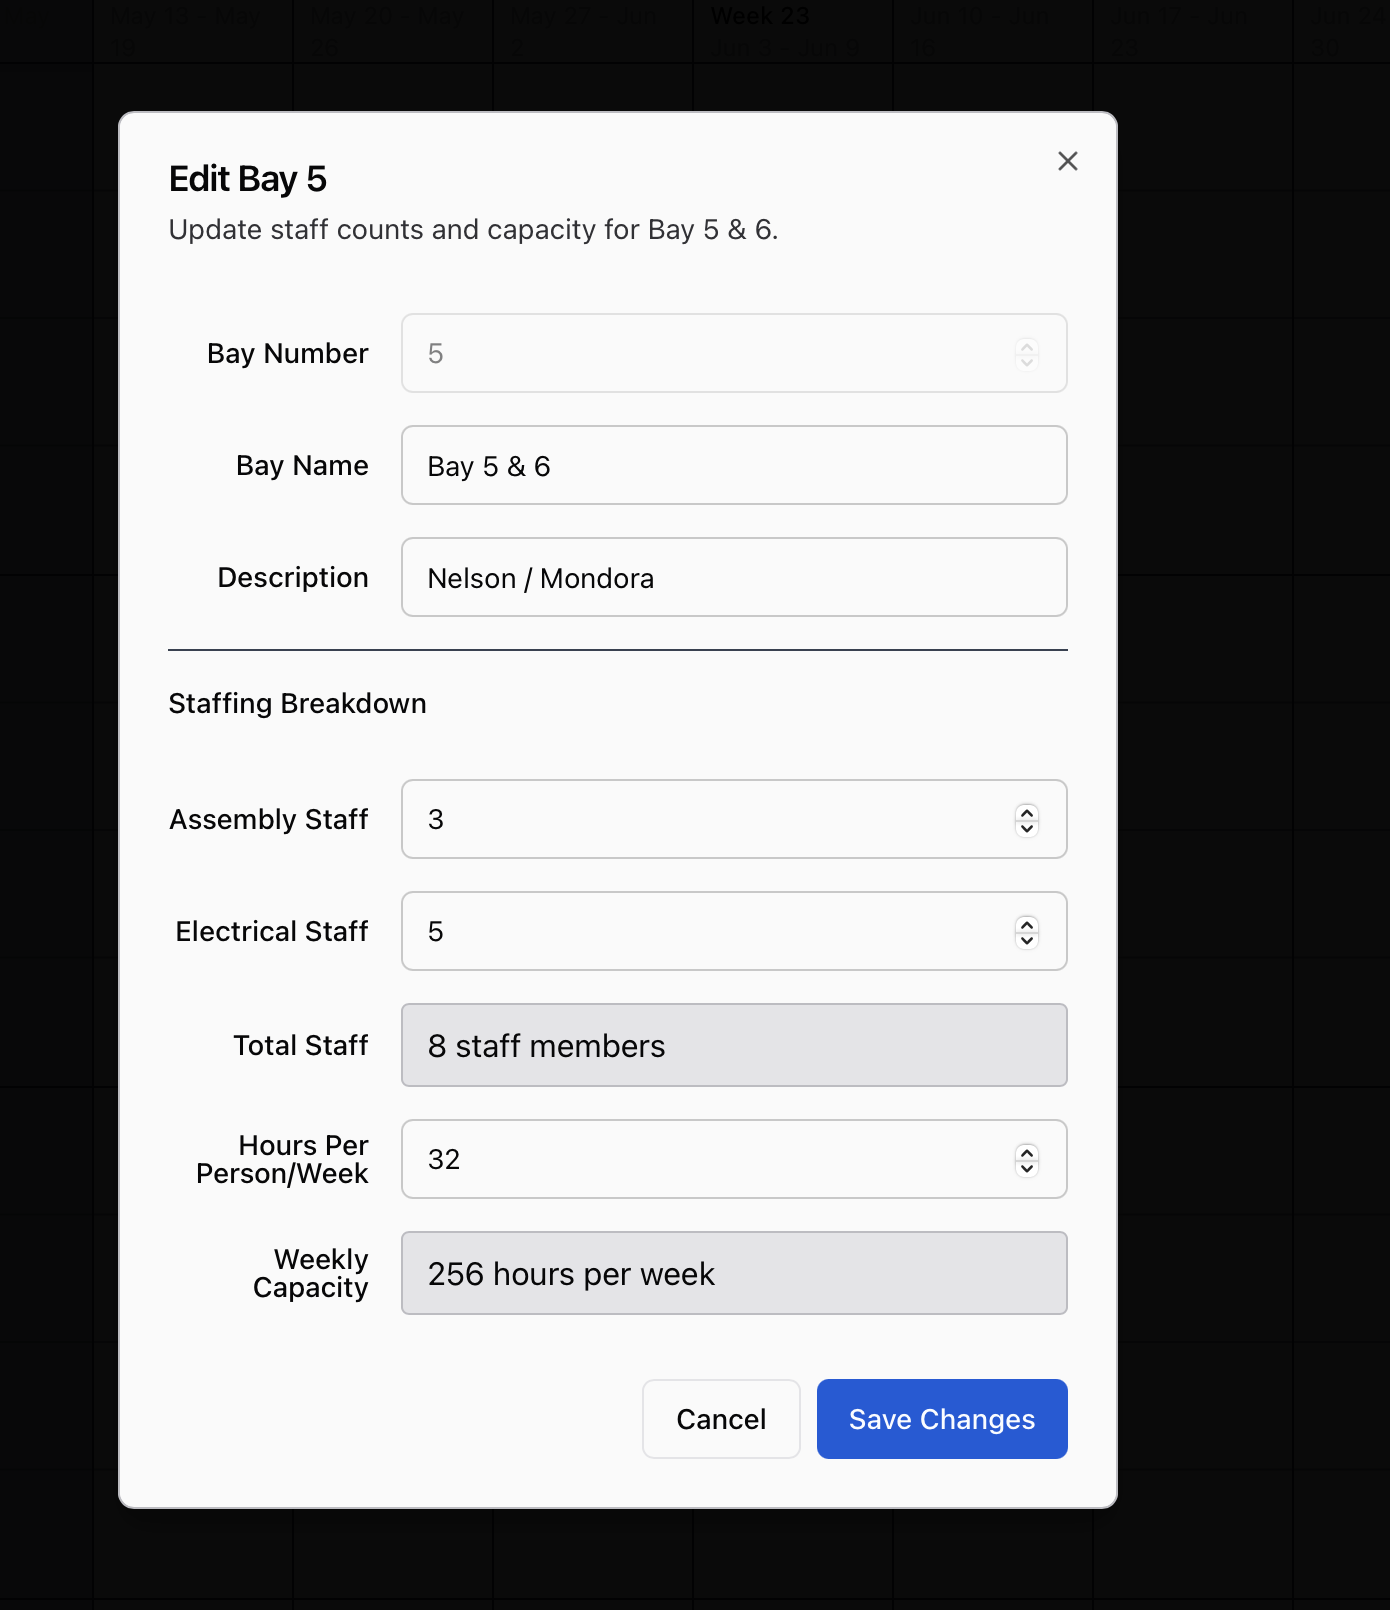 May 13 - May
19
May 20 - May
26
May 27 - Jun
2
Week 23
Jun 3 - Jun 9
Jun 10 - Jun
16
Jun 17 - Jun
23
Jun 24
30
Edit Bay 5
Update staff counts and capacity for Bay 5 & 6.
Bay Number
5
Bay Name
Bay 5 & 6
Description
Nelson / Mondora
Staffing Breakdown
Assembly Staff
3
Electrical Staff
5
Total Staff
8 staff members
Hours Per
Person/Week
32
Weekly
Capacity
256 hours per week
Cancel
Save Changes